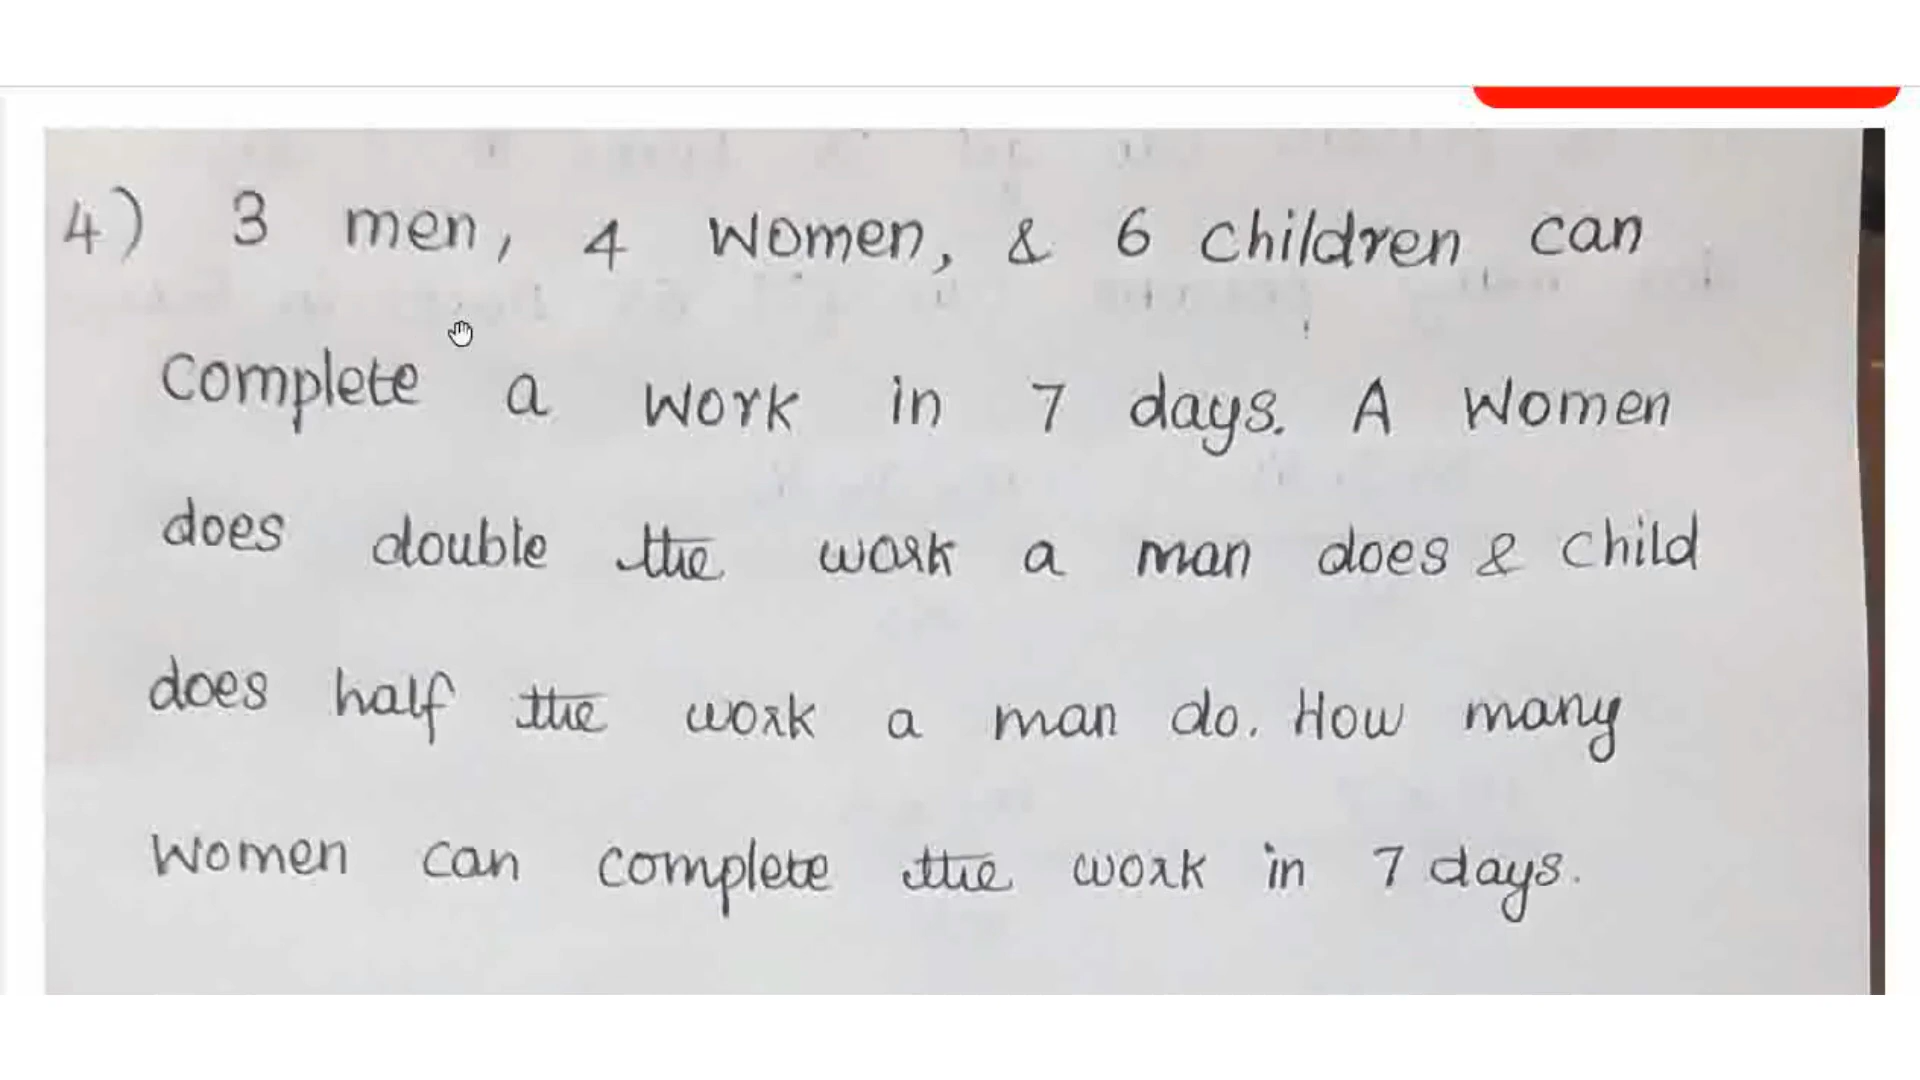 4) 3 men, 4 Women, & 6 children can
Complete a work in 7 days. A Women
does double the work a man does & child
does half the work a man do. How many
Women can complete the work in 7 days.